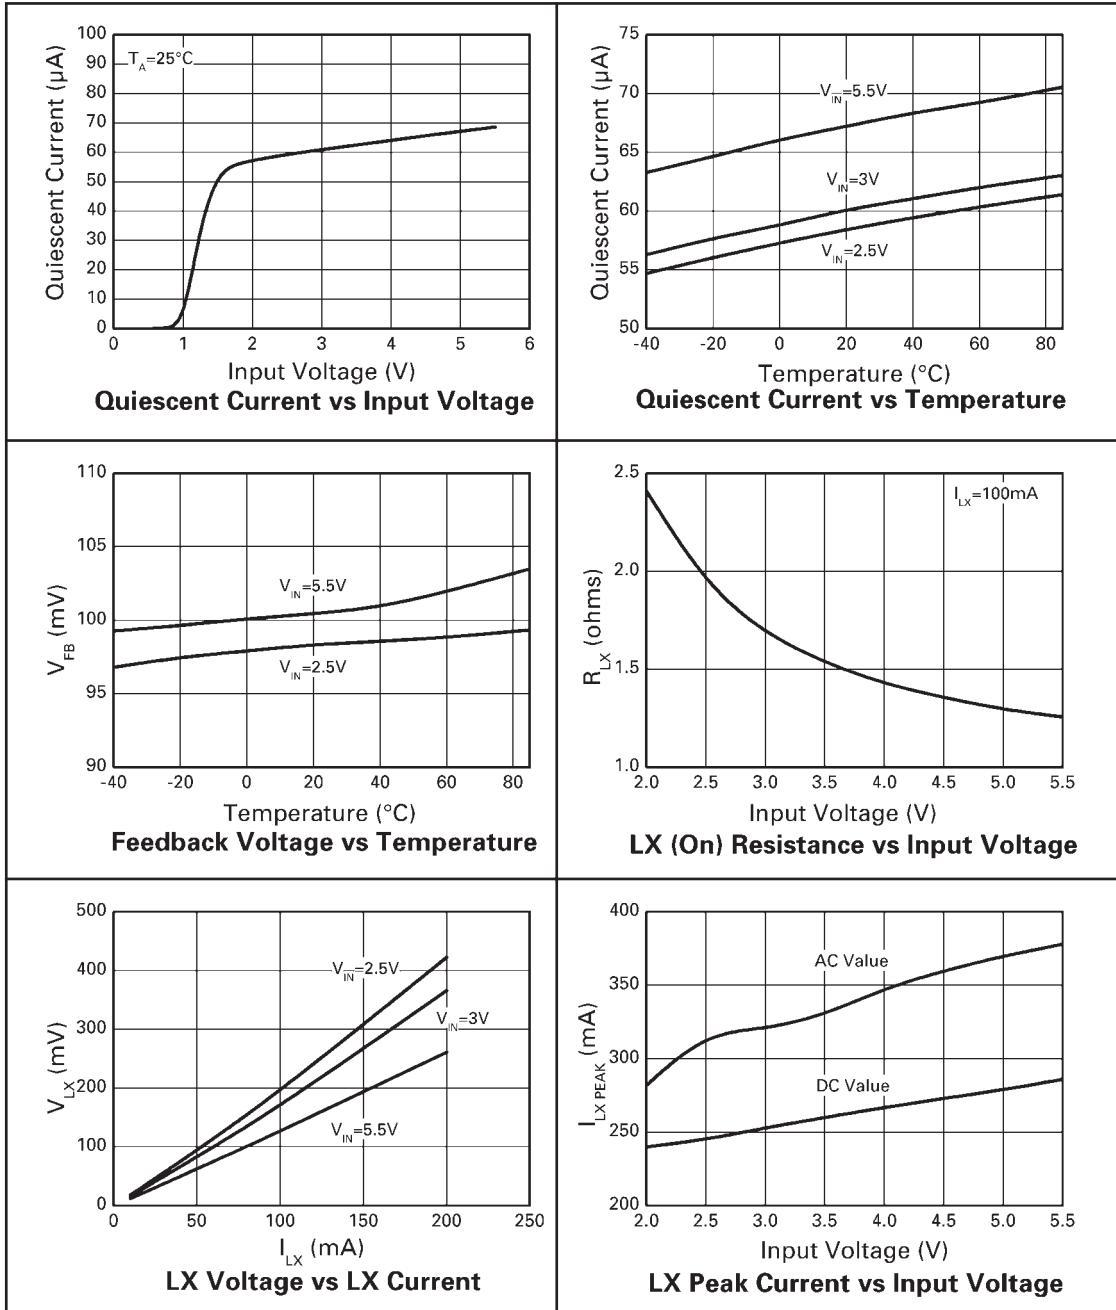 Quiescent Current (µA)
100
90
80
70
60
50
40
30
20
10
0
T_A=25°C
0 1 2 3 4 5 6
Input Voltage (V)
Quiescent Current vs Input Voltage
Quiescent Current (µA)
75
70
65
60
55
50
V_IN=5.5V
V_IN=3V
V_IN=2.5V
-40 -20 0 20 40 60 80
Temperature (°C)
Quiescent Current vs Temperature
V_FB (mV)
110
105
100
95
90
V_IN=5.5V
V_IN=2.5V
-40 -20 0 20 40 60 80
Temperature (°C)
Feedback Voltage vs Temperature
R_LX (ohms)
2.5
2.0
1.5
1.0
I_LX=100mA
2.0 2.5 3.0 3.5 4.0 4.5 5.0 5.5
Input Voltage (V)
LX (On) Resistance vs Input Voltage
V_LX (mV)
500
400
300
200
100
0
V_IN=2.5V
V_IN=3V
V_IN=5.5V
0 50 100 150 200 250
I_LX (mA)
LX Voltage vs LX Current
I_LX PEAK (mA)
400
350
300
250
200
AC Value
DC Value
2.0 2.5 3.0 3.5 4.0 4.5 5.0 5.5
Input Voltage (V)
LX Peak Current vs Input Voltage